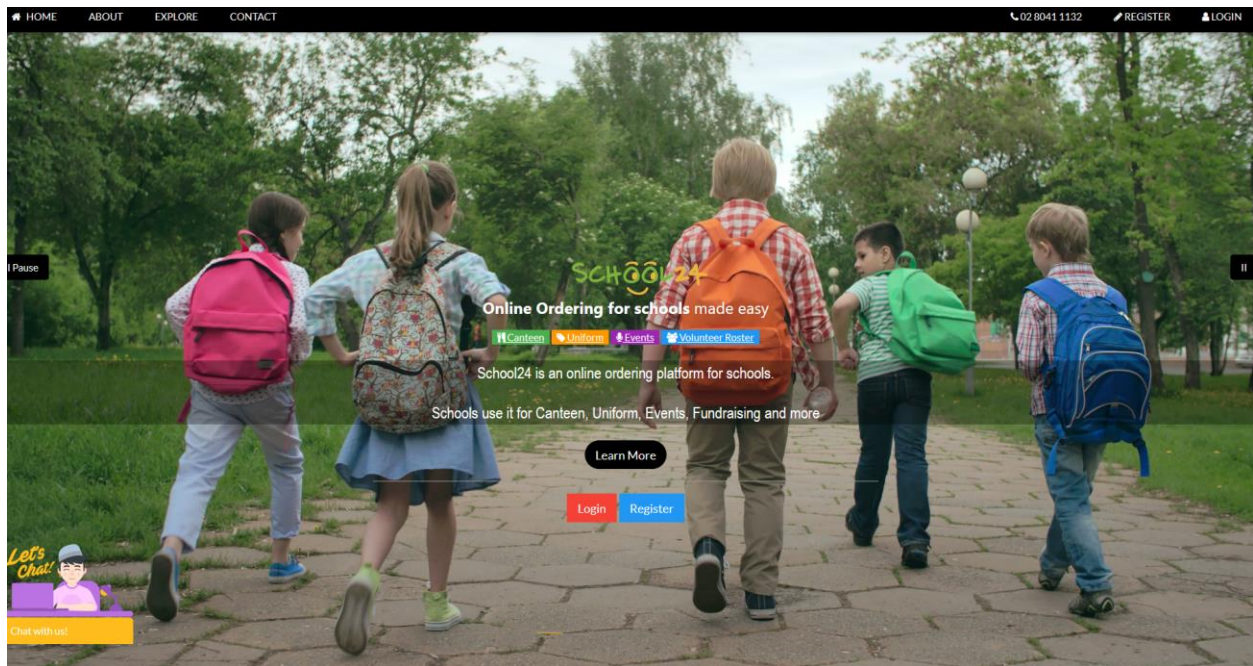 HOME ABOUT EXPLORE CONTACT 02 8041 1132 REGISTER LOGIN
Pause
SCHOOL24
Online Ordering for schools made easy
Canteen Uniform Events Volunteer Roster
School24 is an online ordering platform for schools.
Schools use it for Canteen, Uniform, Events, Fundraising and more
Learn More
Login Register
Let's
Chat!
Chat with us!